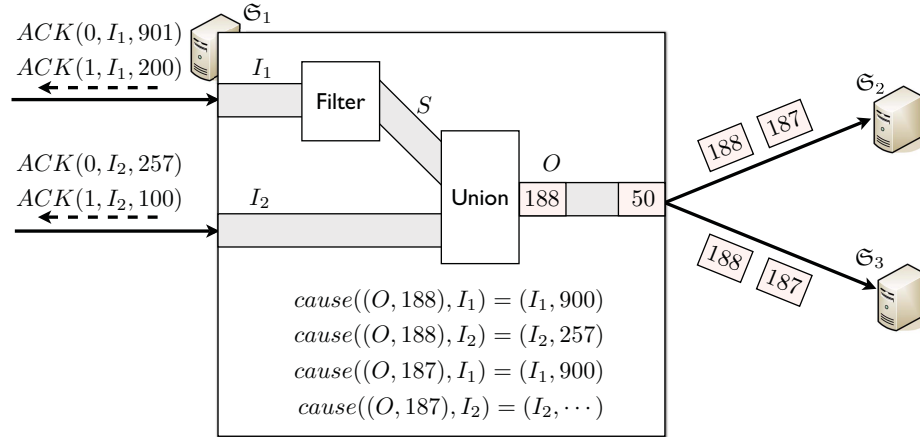 𝔖₁
ACK(0, I₁, 901)
ACK(1, I₁, 200)
I₁
Filter
S
𝔖₂
188 187
ACK(0, I₂, 257)
ACK(1, I₂, 100)
I₂
Union
O
188 50
188 187
𝔖₃
cause((O, 188), I₁) = (I₁, 900)
cause((O, 188), I₂) = (I₂, 257)
cause((O, 187), I₁) = (I₁, 900)
cause((O, 187), I₂) = (I₂, ⋯)